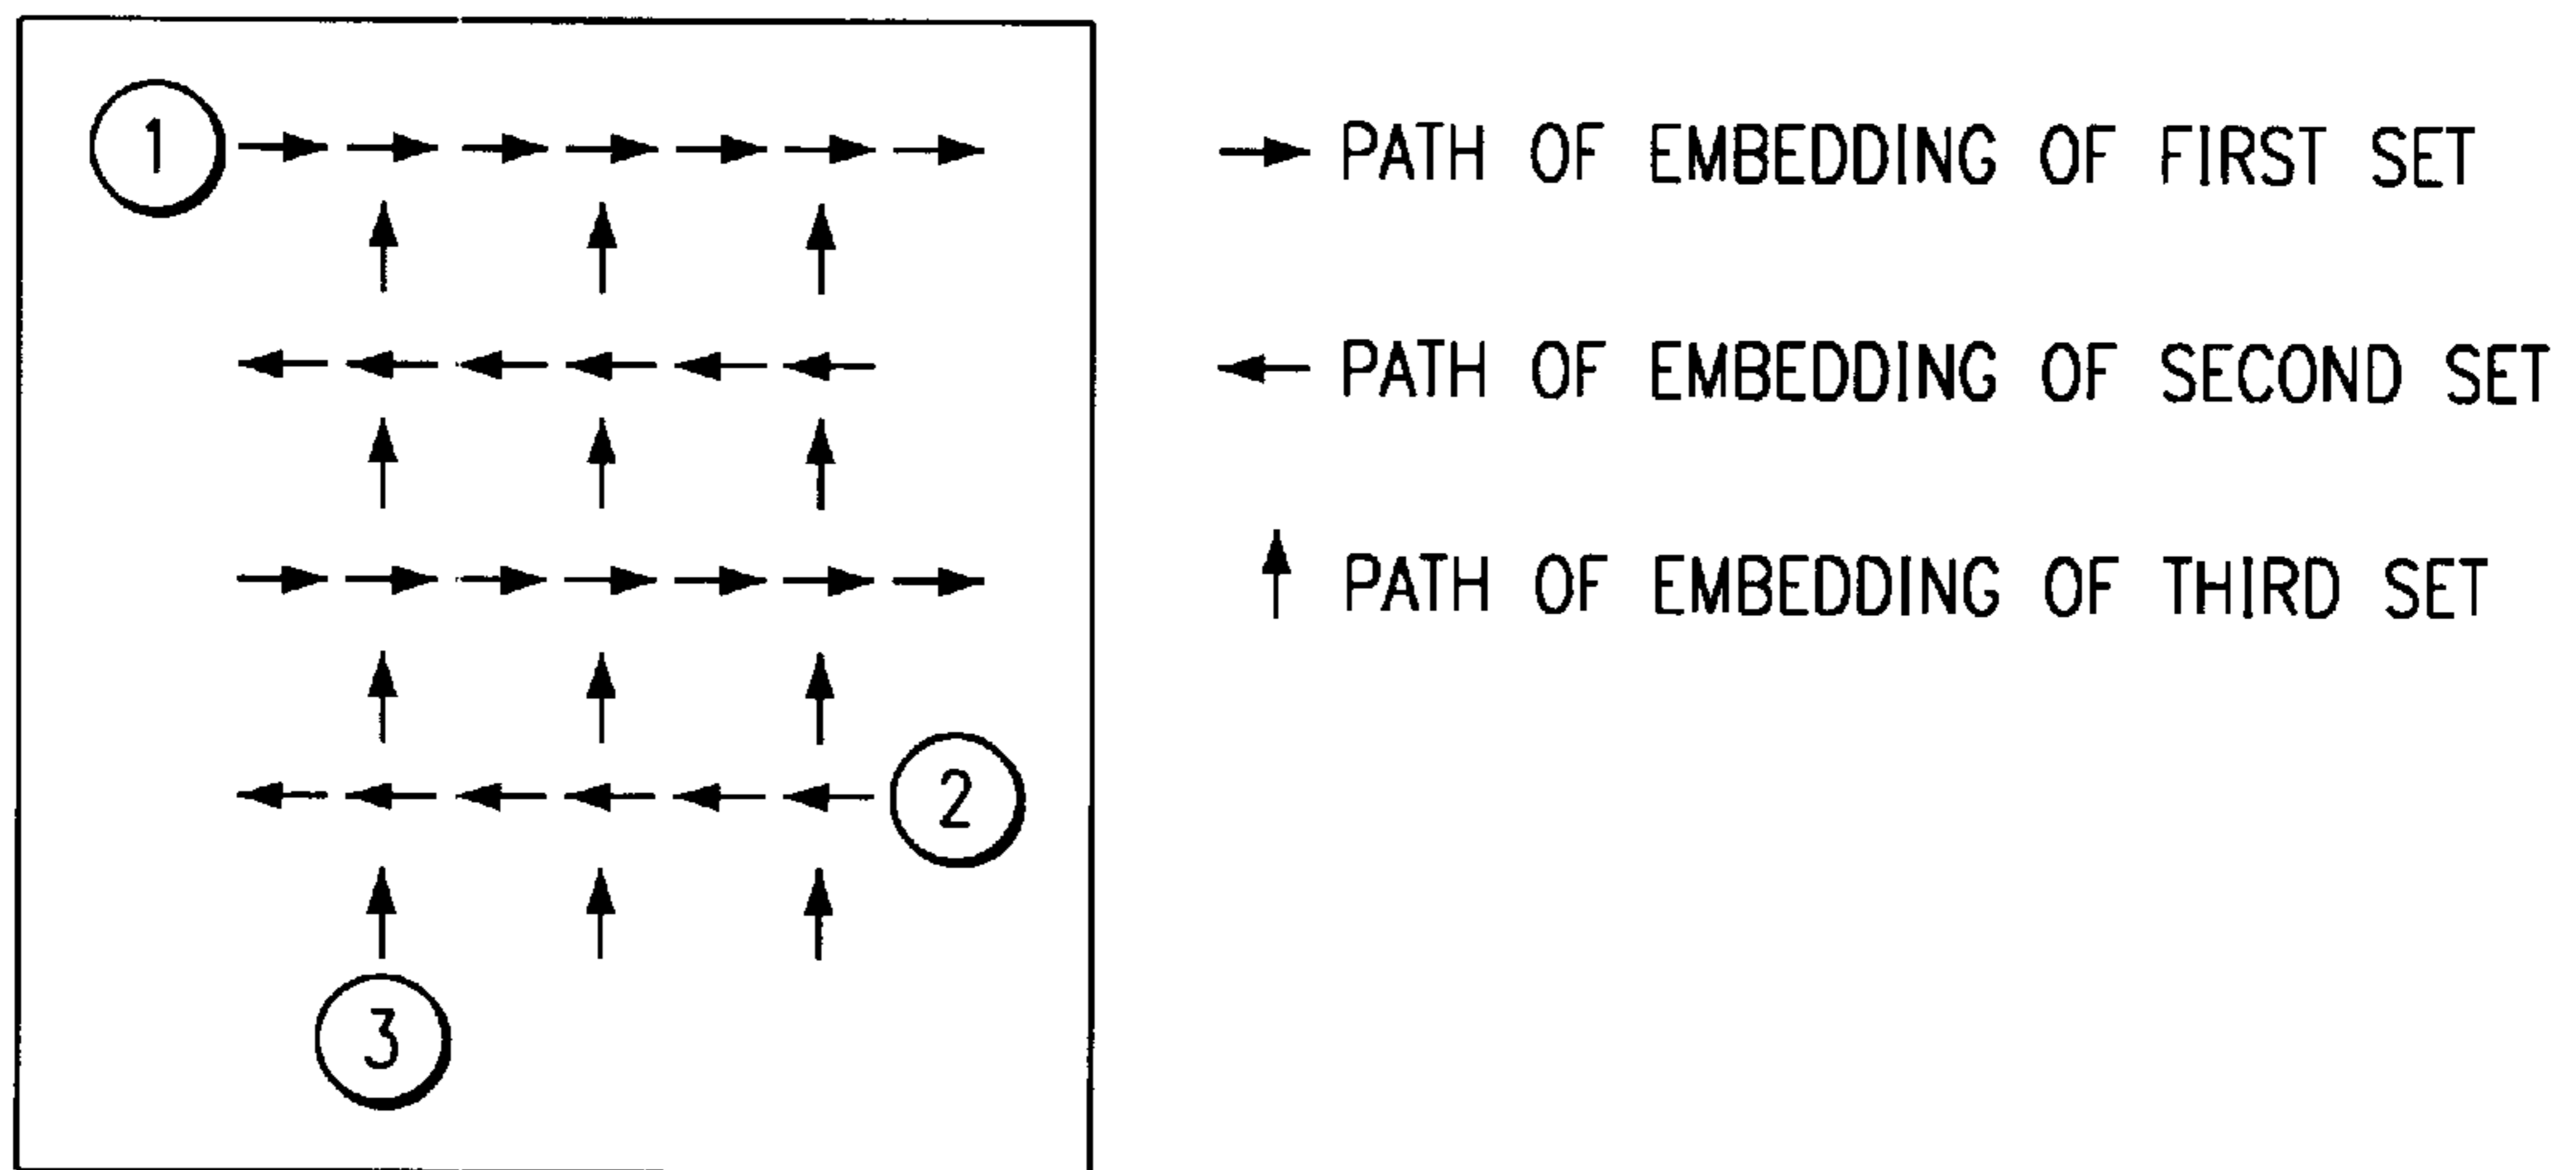 1
PATH OF EMBEDDING OF FIRST SET
PATH OF EMBEDDING OF SECOND SET
PATH OF EMBEDDING OF THIRD SET
2
3